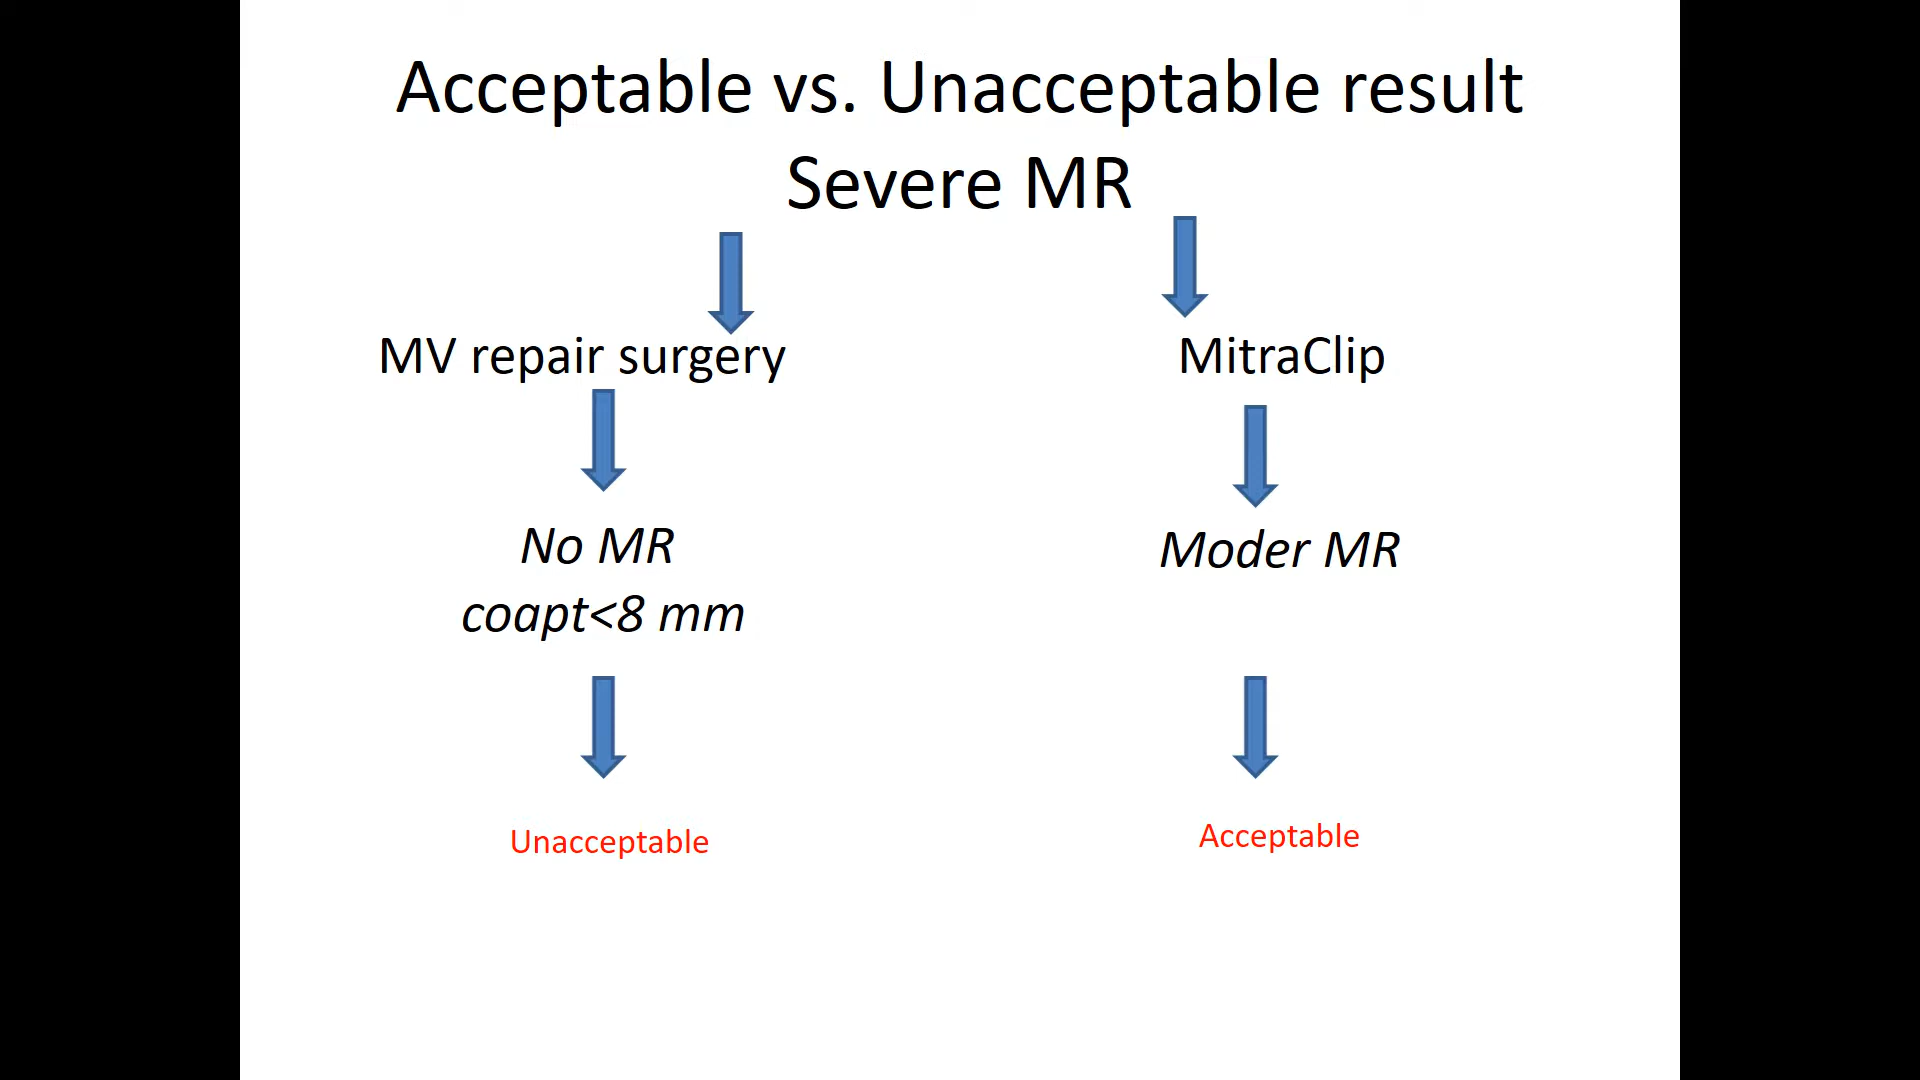 Acceptable vs. Unacceptable result
Severe MR
MV repair surgery
MitraClip
No MR
coapt<8 mm
Moder MR
Unacceptable
Acceptable